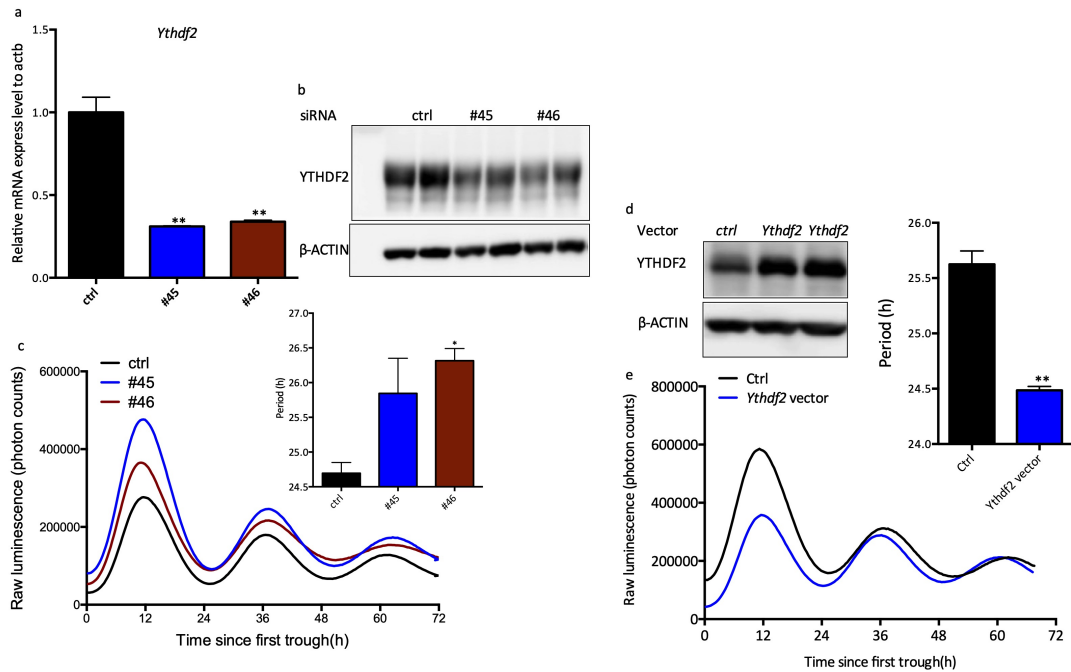 a
Ythdf2
Relative mRNA express level to actb
1.5
1.0
0.5
0.0
**
**
ctrl
#45
#46
b
siRNA ctrl #45 #46
YTHDF2
β-ACTIN
c
ctrl
#45
#46
Raw luminescence (photon counts)
600000
400000
200000
0
0 12 24 36 48 60 72
Time since first trough(h)
Period (h)
27.0
26.5
26.0
25.5
25.0
24.5
*
ctrl
#45
#46
d
Vector ctrl Ythdf2 Ythdf2
YTHDF2
β-ACTIN
Period (h)
26.0
25.5
25.0
24.5
24.0
**
Ctrl
Ythdf2 vector
e
Ctrl
Ythdf2 vector
Raw luminescence (photon counts)
800000
600000
400000
200000
0
0 12 24 36 48 60 72
Time since first trough(h)